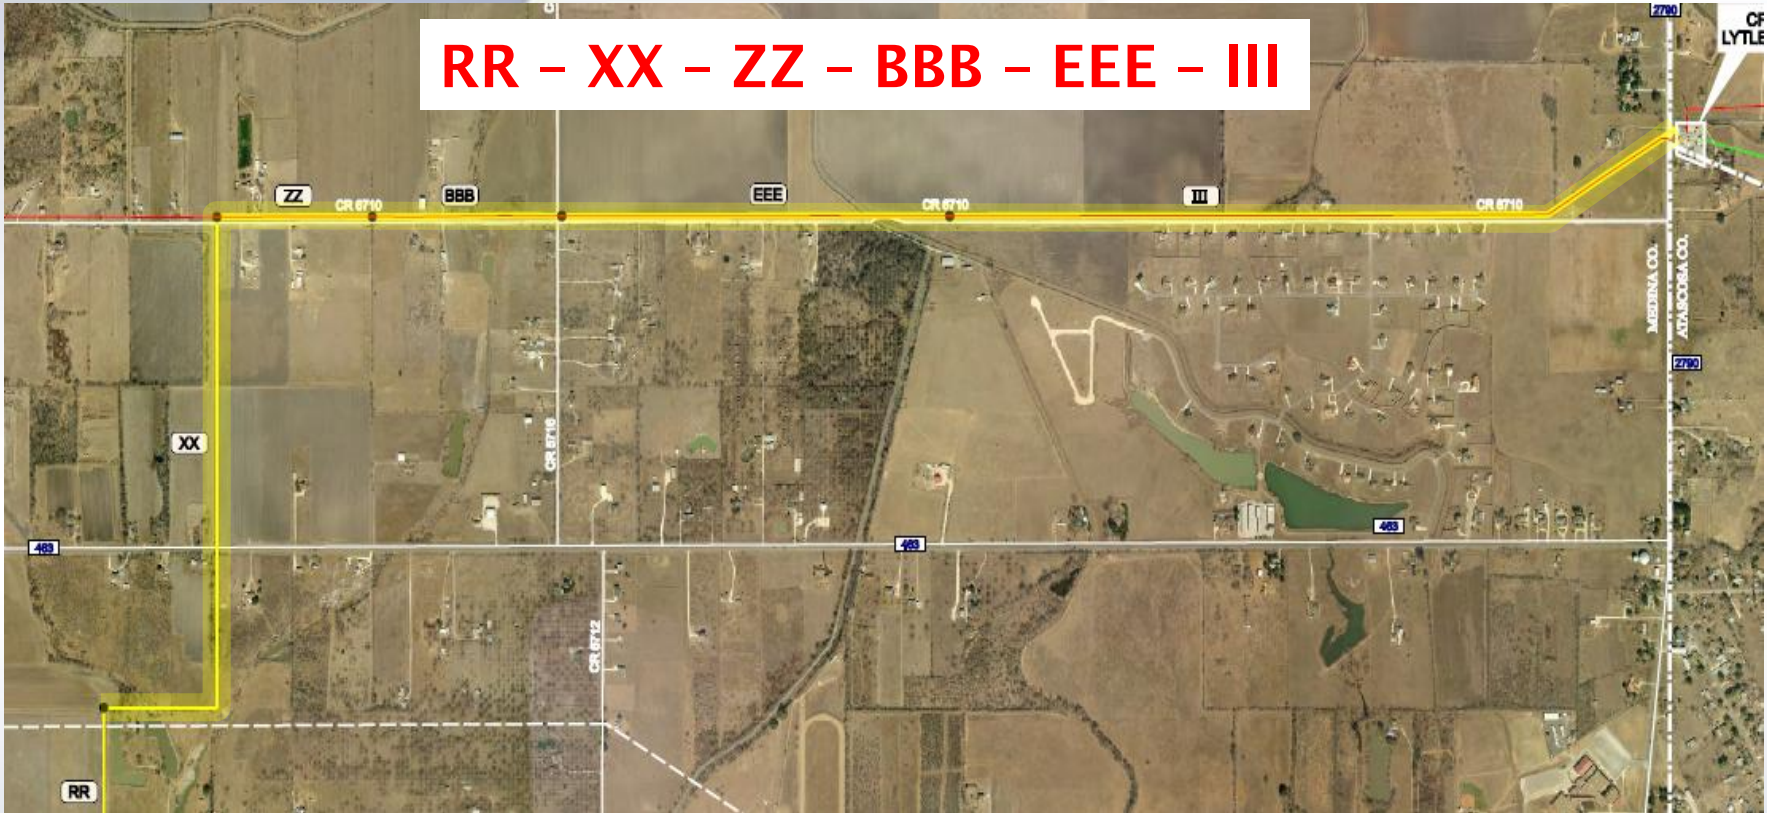 RR – XX – ZZ – BBB – EEE – III
2790
LYTLE
ZZ
CR 6710
BBB
EEE
CR 6710
III
CR 6710
MEDINA CO.
ATASCOSA CO.
2790
XX
CR 5716
463
463
463
CR 6712
RR